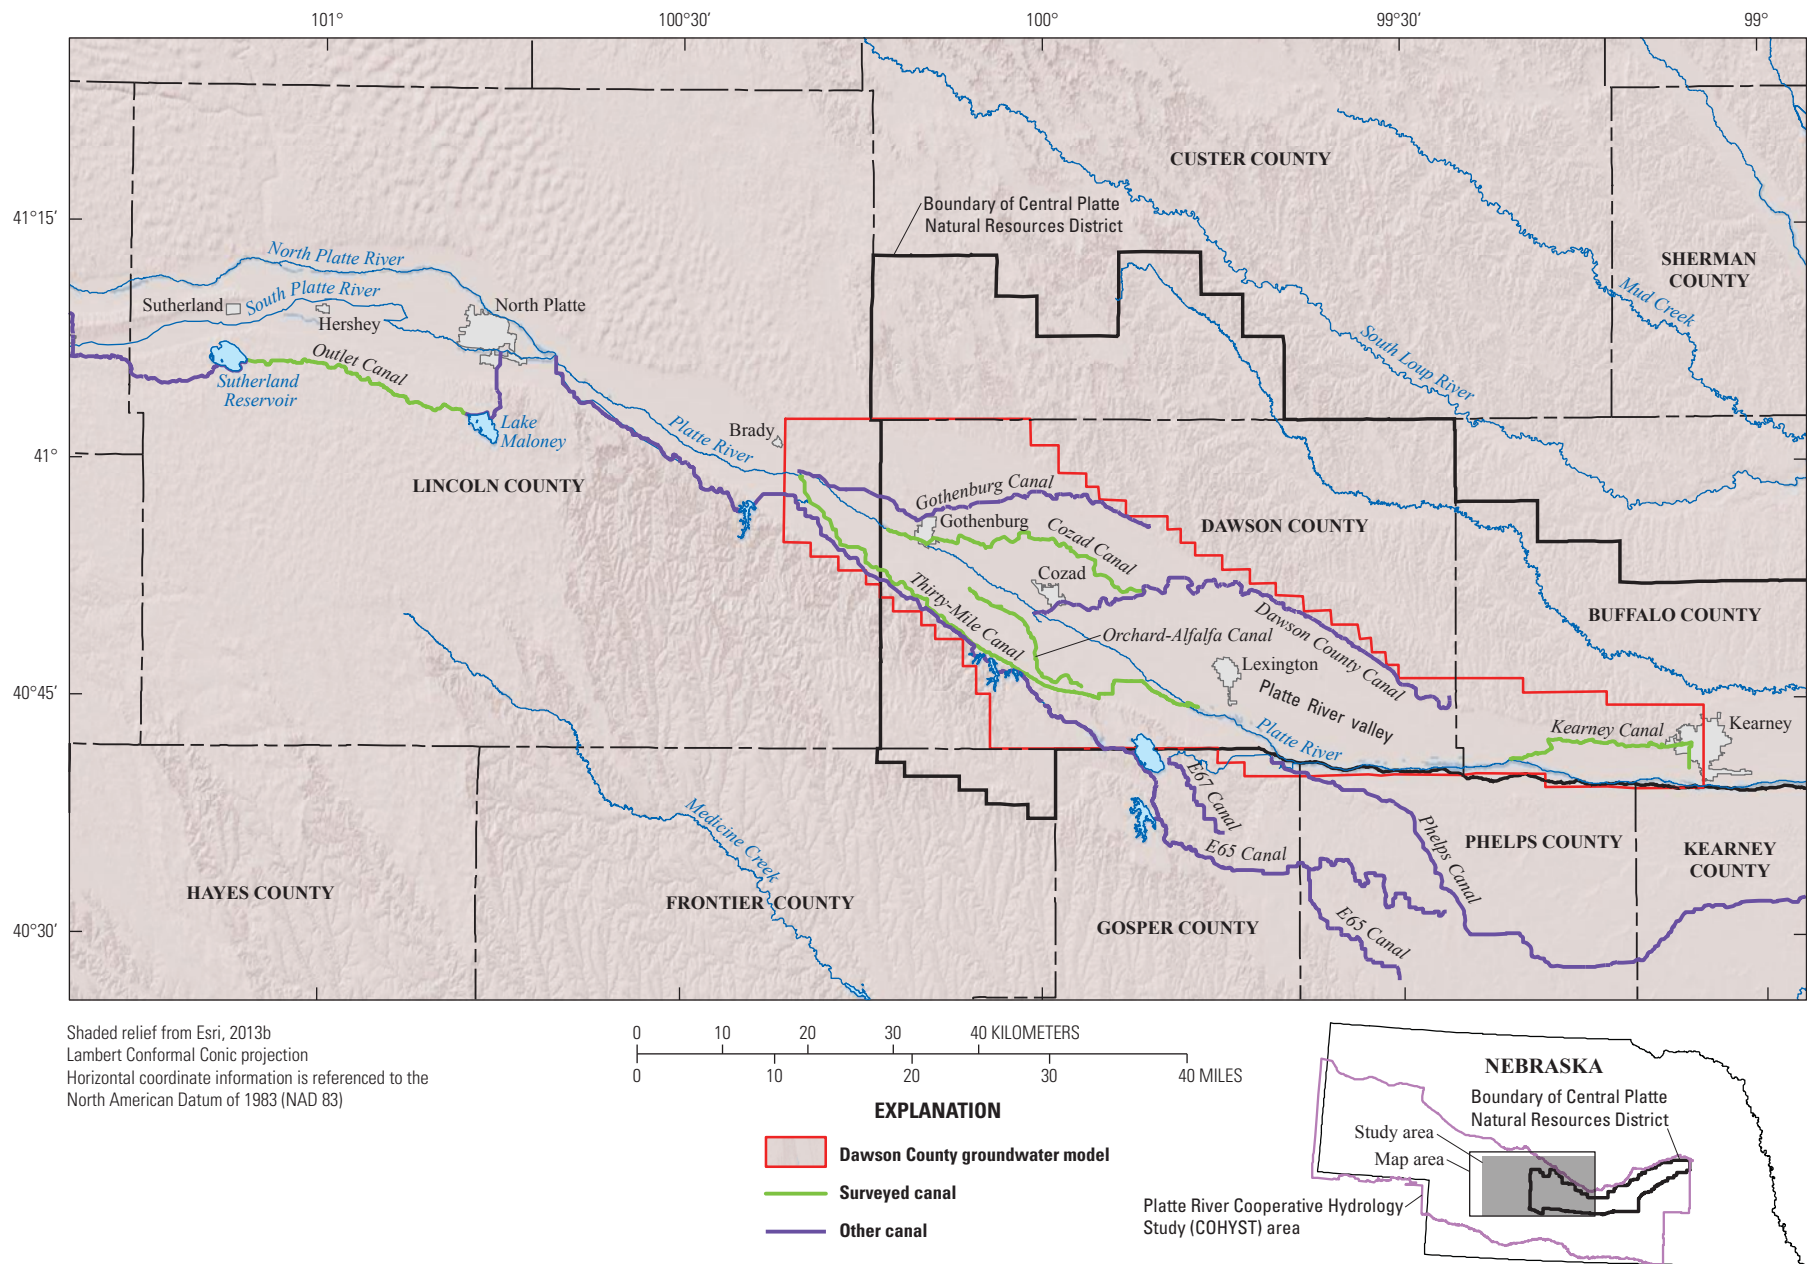 101°
100°30′
100°
99°30′
99°
41°15′
41°
40°45′
40°30′
CUSTER COUNTY
Boundary of Central Platte
Natural Resources District
SHERMAN
COUNTY
Mud Creek
South Loup River
North Platte River
Sutherland
South Platte River
Hershey
North Platte
Outlet Canal
Sutherland
Reservoir
Lake
Maloney
Brady
Platte River
LINCOLN COUNTY
Gothenburg Canal
Gothenburg
Cozad Canal
DAWSON COUNTY
Cozad
Thirty-Mile Canal
Orchard-Alfalfa Canal
Dawson County Canal
BUFFALO COUNTY
Lexington
Platte River valley
Platte River
Kearney Canal
Kearney
E67 Canal
E65 Canal
Phelps Canal
PHELPS COUNTY
KEARNEY
COUNTY
Medicine Creek
HAYES COUNTY
FRONTIER COUNTY
GOSPER COUNTY
E65 Canal
Shaded relief from Esri, 2013b
Lambert Conformal Conic projection
Horizontal coordinate information is referenced to the
North American Datum of 1983 (NAD 83)
0 10 20 30 40 KILOMETERS
0 10 20 30 40 MILES
EXPLANATION
Dawson County groundwater model
Surveyed canal
Other canal
NEBRASKA
Boundary of Central Platte
Natural Resources District
Study area
Map area
Platte River Cooperative Hydrology
Study (COHYST) area